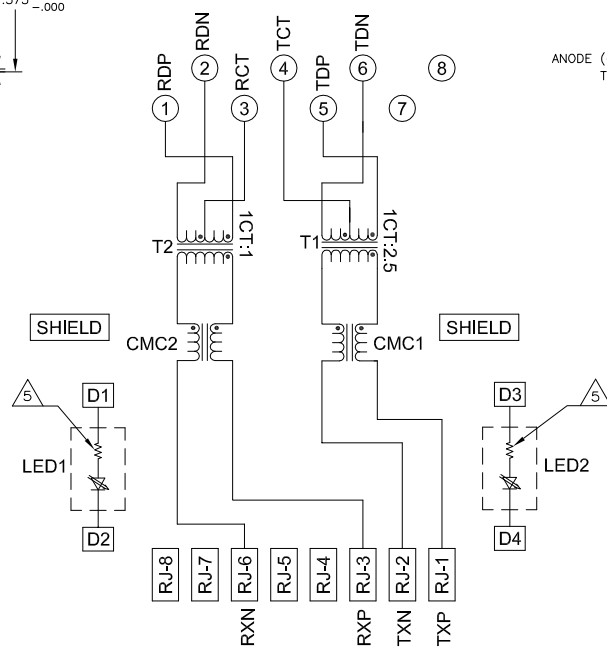 -.000
ANODE (
T
RDP
RDN
RCT
TCT
TDP
TDN
1
2
3
4
5
6
7
8
T2
1CT:1
T1
1CT:2.5
SHIELD
CMC2
CMC1
SHIELD
5
D1
LED1
D2
D3
5
LED2
D4
RJ-8
RJ-7
RJ-6
RJ-5
RJ-4
RJ-3
RJ-2
RJ-1
RXN
RXP
TXN
TXP